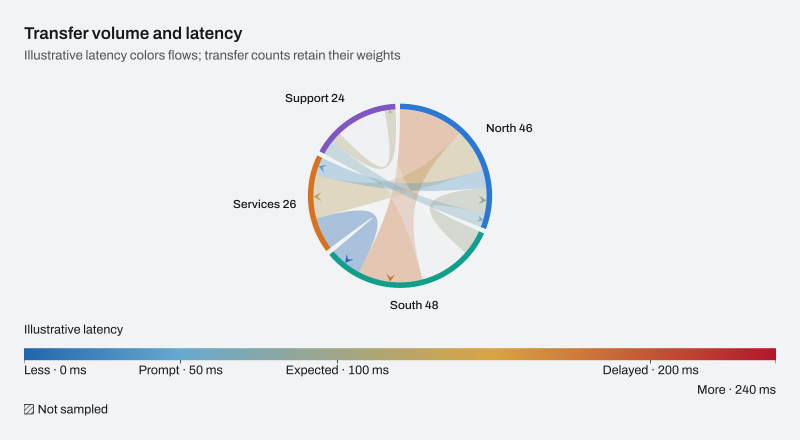 Transfer volume and latency
Illustrative latency colors flows; transfer counts retain their weights
Support 24
North 46
Services 26
South 48
Illustrative latency
Less · 0 ms
Prompt · 50 ms
Expected · 100 ms
Delayed · 200 ms
More · 240 ms
Not sampled